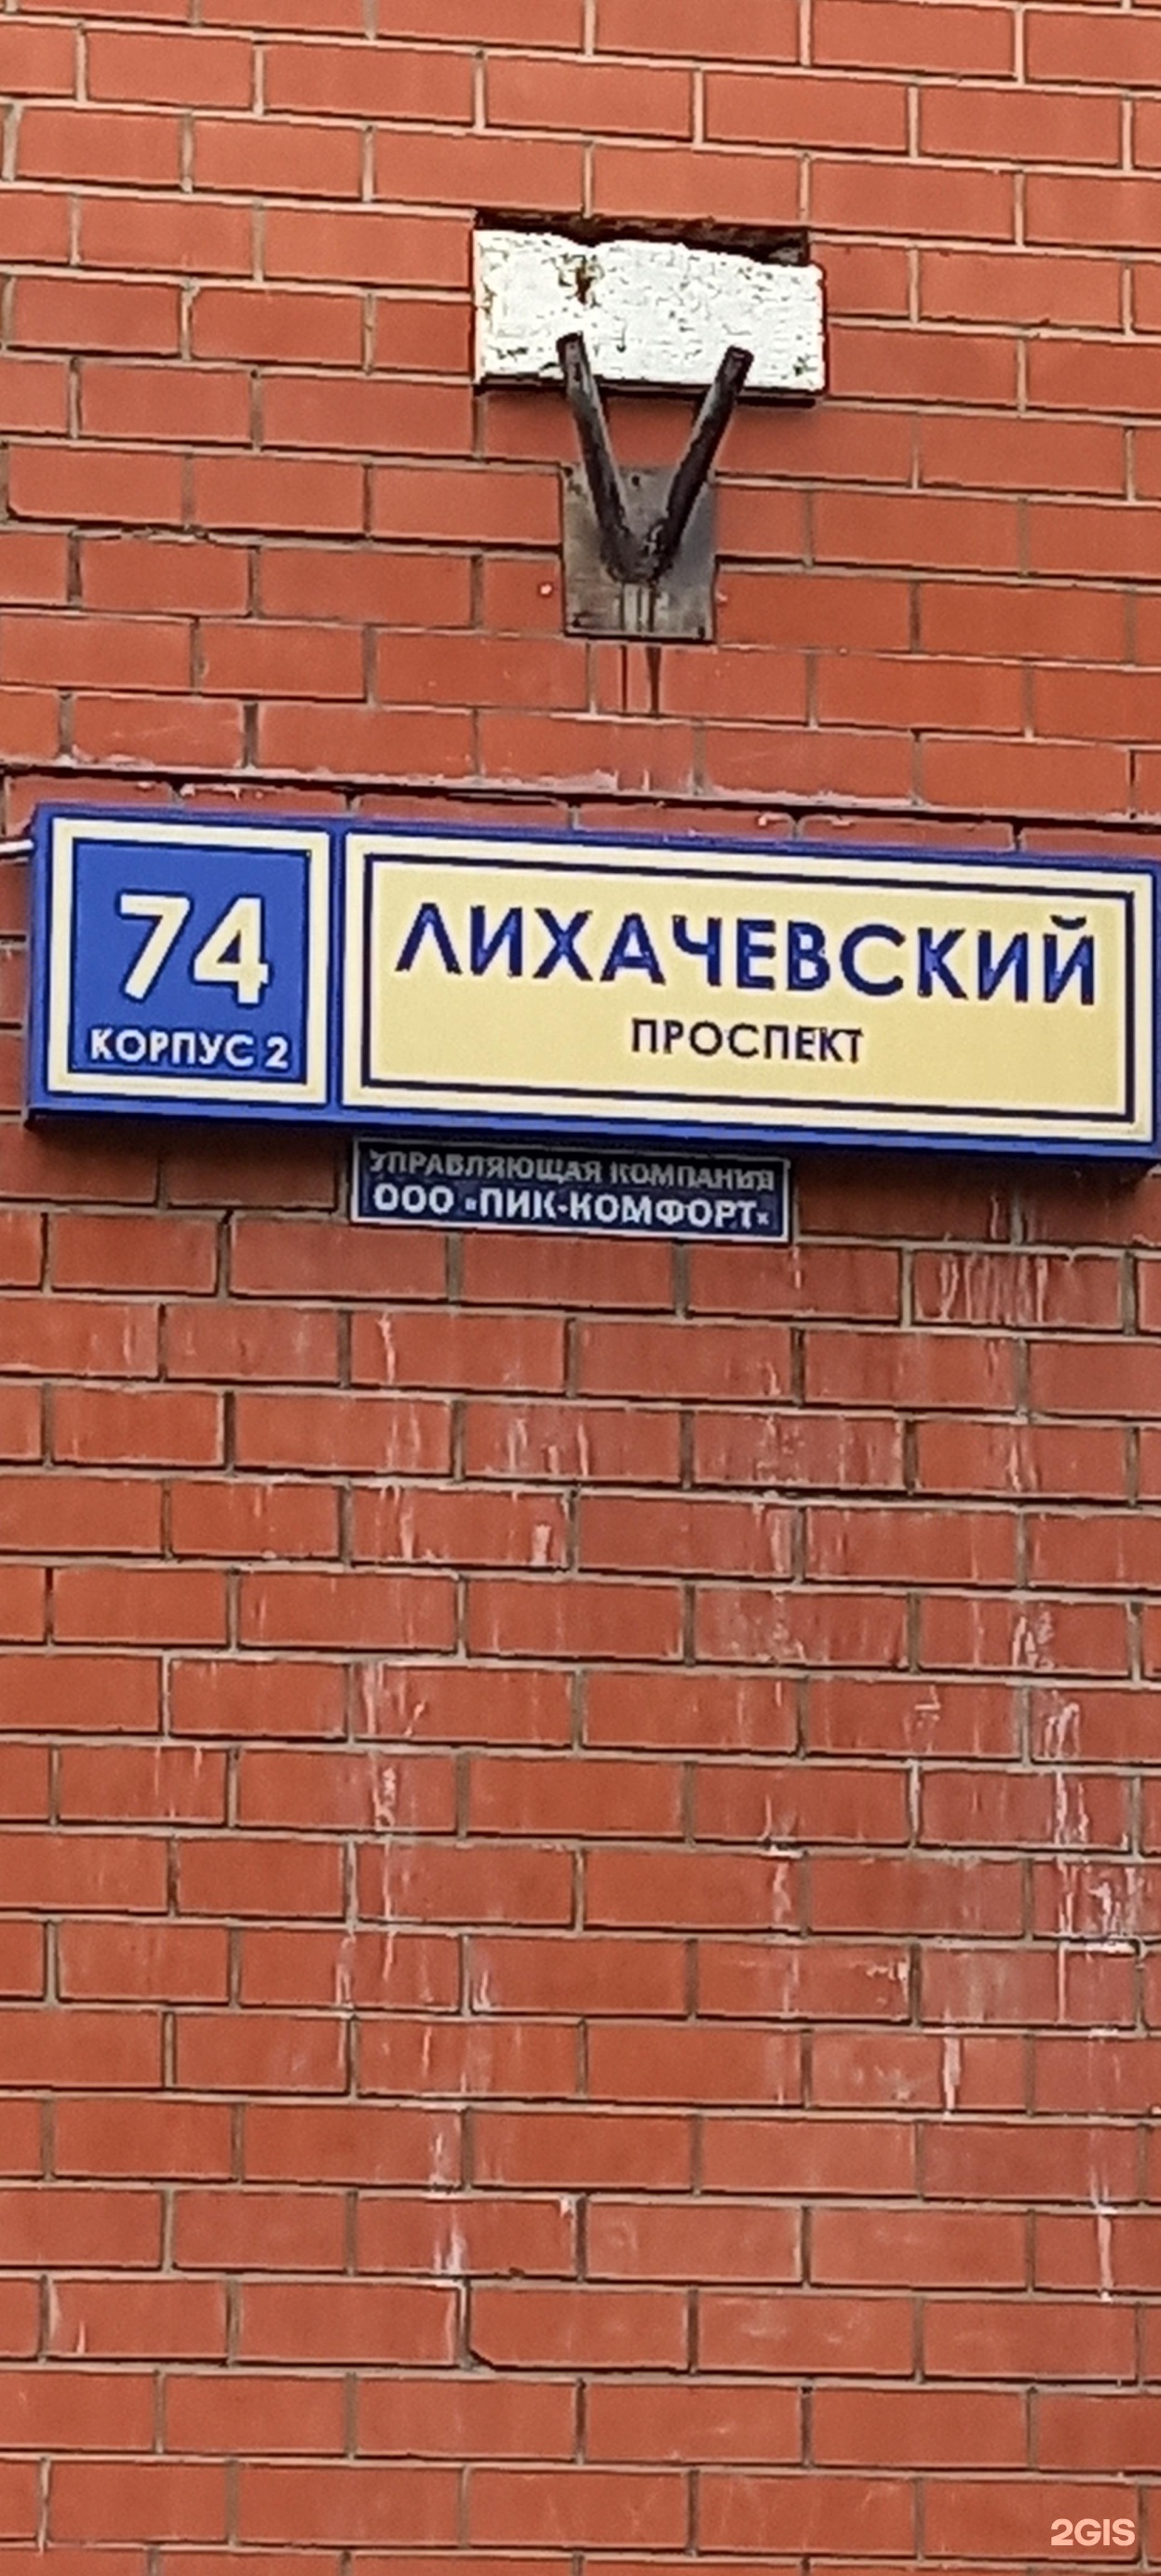 74
КОРПУС 2
ЛИХАЧЕВСКИЙ
ПРОСПЕКТ
УПРАВЛЯЮЩАЯ КОМПАНИЯ
ООО «ПИК-КОМФОРТ»
2GIS